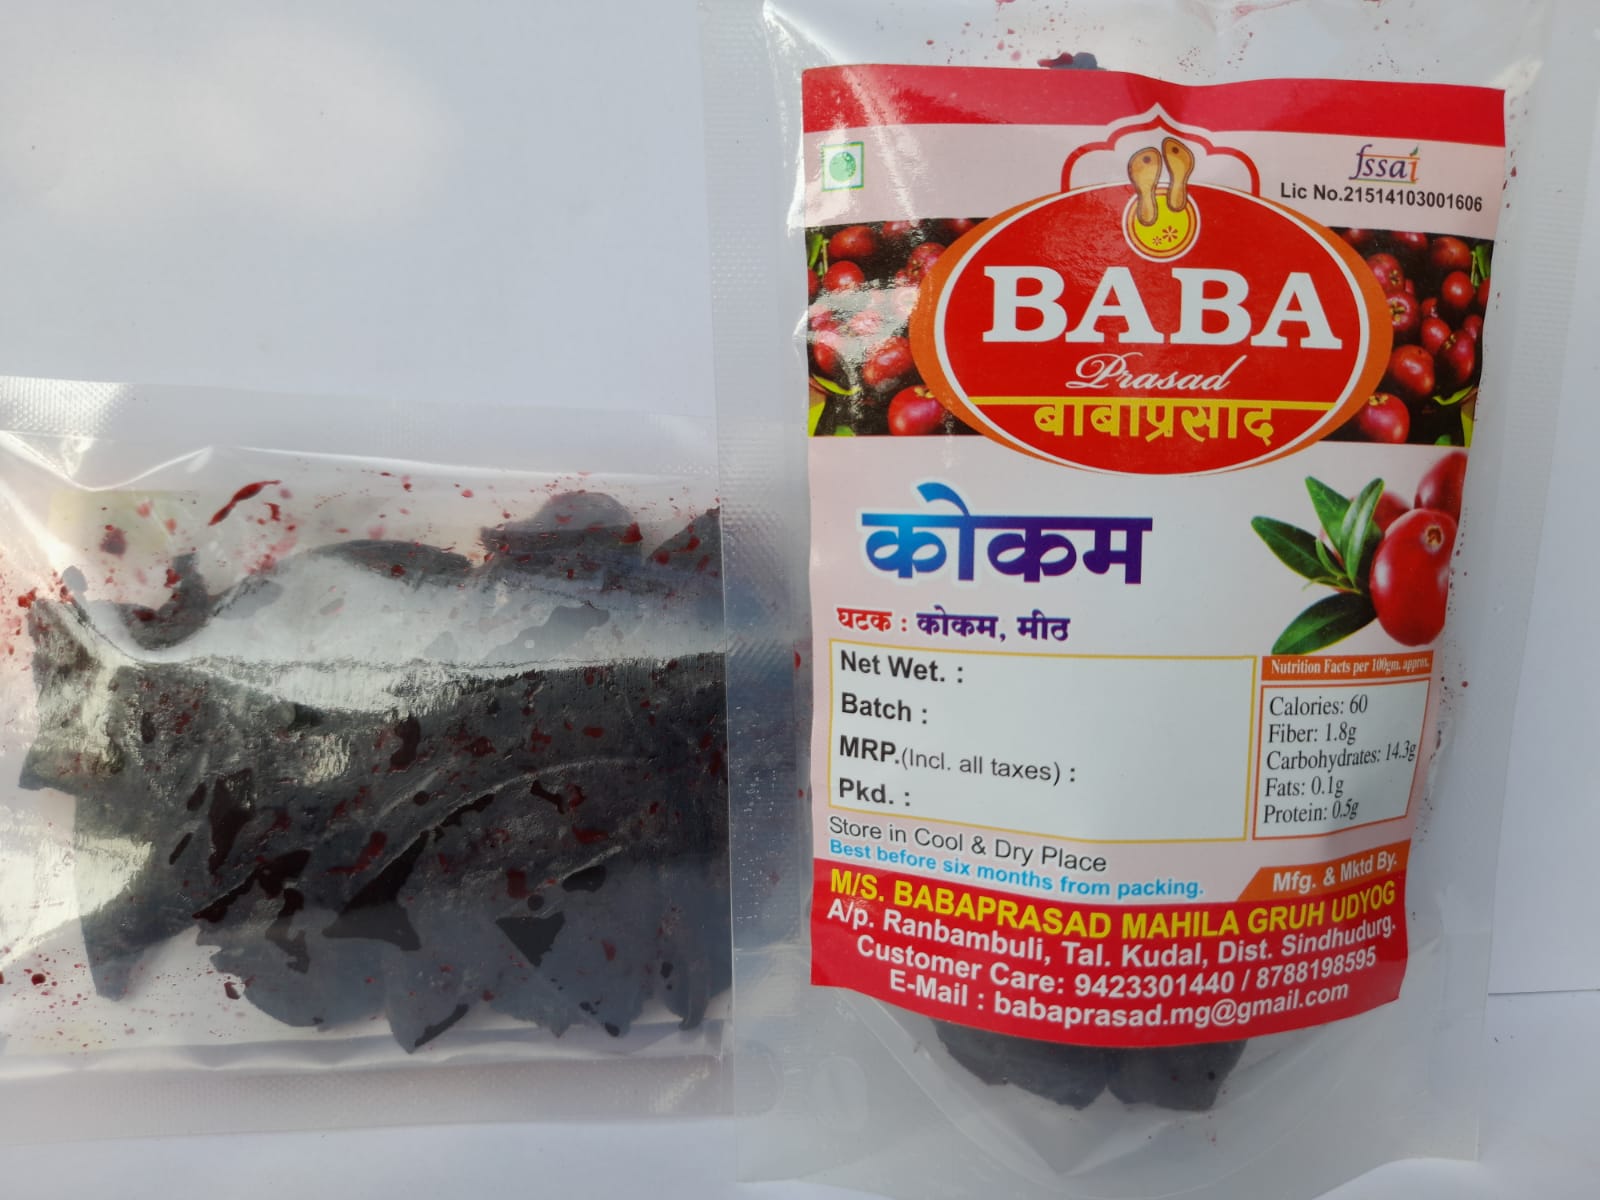 fssai
Lic No.21514103001606
BABA
Prasad
बाबाप्रसाद
कोकम
घटक : कोकम, मीठ
Net Wet. :
Batch :
MRP.(Incl. all taxes) :
Pkd. :
Nutrition Facts per 100gm. approx.
Calories: 60
Fiber: 1.8g
Carbohydrates: 14.3g
Fats: 0.1g
Protein: 0.5g
Store in Cool & Dry Place
Best before six months from packing.
Mfg. & Mktd By.
M/S. BABAPRASAD MAHILA GRUH UDYOG
A/p. Ranbambuli, Tal. Kudal, Dist. Sindhudurg.
Customer Care: 9423301440 / 8788198595
E-Mail : babaprasad.mg@gmail.com